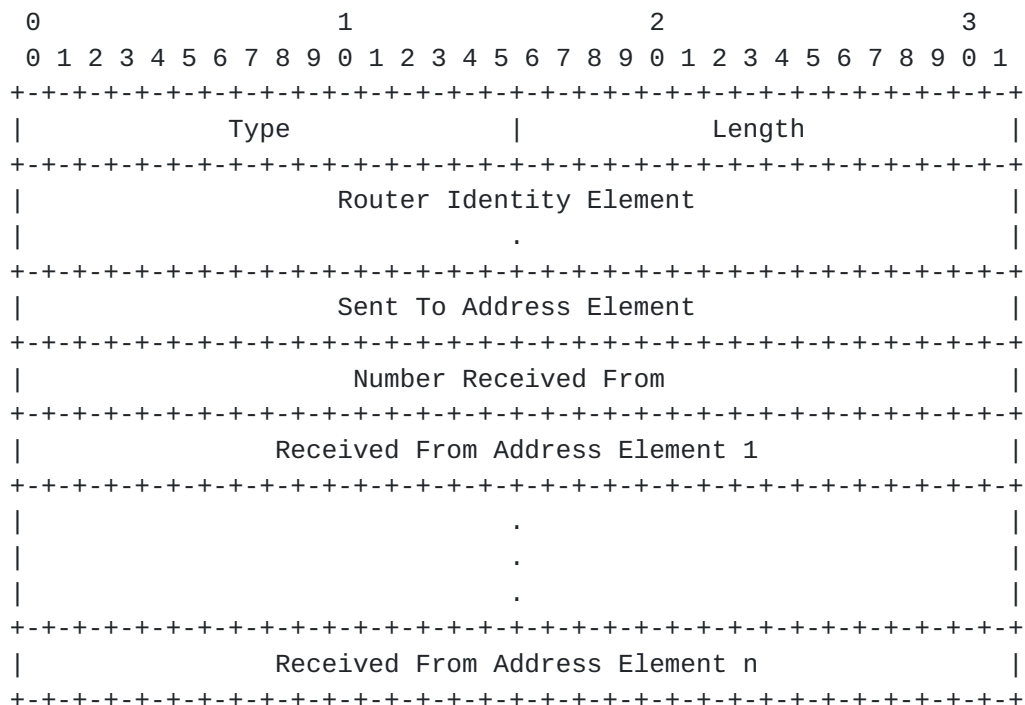 0                   1                   2                   3
 0 1 2 3 4 5 6 7 8 9 0 1 2 3 4 5 6 7 8 9 0 1 2 3 4 5 6 7 8 9 0 1
+-+-+-+-+-+-+-+-+-+-+-+-+-+-+-+-+-+-+-+-+-+-+-+-+-+-+-+-+-+-+-+-+
|             Type              |            Length             |
+-+-+-+-+-+-+-+-+-+-+-+-+-+-+-+-+-+-+-+-+-+-+-+-+-+-+-+-+-+-+-+-+
|                    Router Identity Element                    |
|                               .                               |
+-+-+-+-+-+-+-+-+-+-+-+-+-+-+-+-+-+-+-+-+-+-+-+-+-+-+-+-+-+-+-+-+
|                    Sent To Address Element                    |
+-+-+-+-+-+-+-+-+-+-+-+-+-+-+-+-+-+-+-+-+-+-+-+-+-+-+-+-+-+-+-+-+
|                     Number Received From                      |
+-+-+-+-+-+-+-+-+-+-+-+-+-+-+-+-+-+-+-+-+-+-+-+-+-+-+-+-+-+-+-+-+
|                Received From Address Element 1                |
+-+-+-+-+-+-+-+-+-+-+-+-+-+-+-+-+-+-+-+-+-+-+-+-+-+-+-+-+-+-+-+-+
|                               .                               |
|                               .                               |
|                               .                               |
+-+-+-+-+-+-+-+-+-+-+-+-+-+-+-+-+-+-+-+-+-+-+-+-+-+-+-+-+-+-+-+-+
|                Received From Address Element n                |
+-+-+-+-+-+-+-+-+-+-+-+-+-+-+-+-+-+-+-+-+-+-+-+-+-+-+-+-+-+-+-+-+